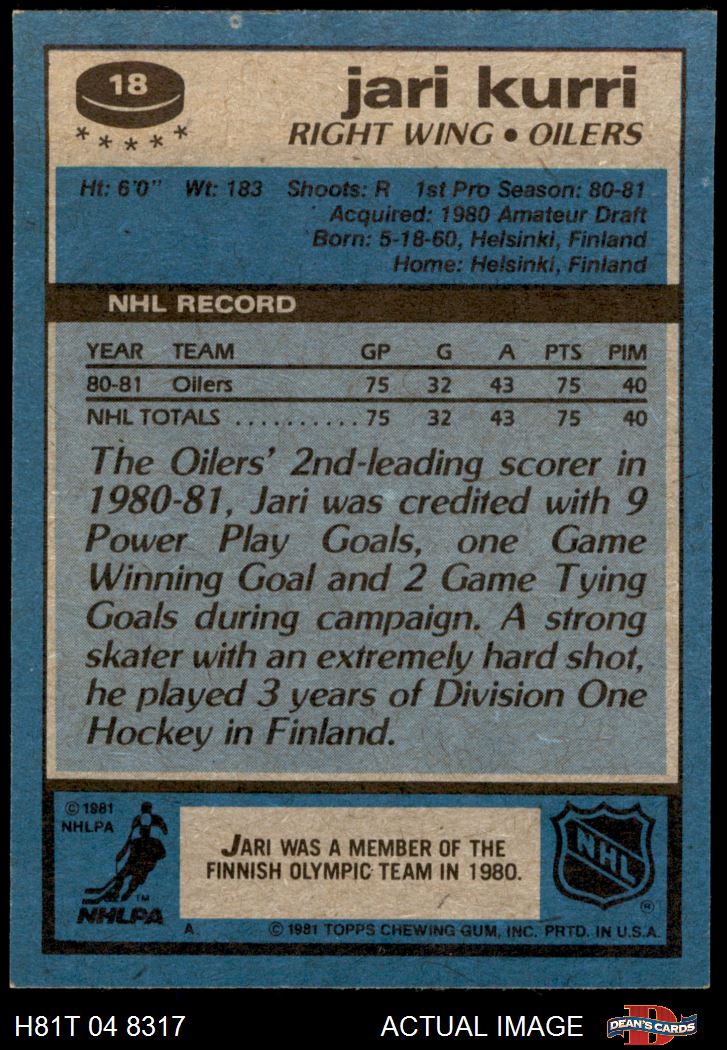 18
jari kurri
RIGHT WING • OILERS
Ht: 6'0" Wt: 183 Shoots: R 1st Pro Season: 80-81
Acquired: 1980 Amateur Draft
Born: 5-18-60, Helsinki, Finland
Home: Helsinki, Finland
NHL RECORD
YEAR TEAM GP G A PTS PIM
80-81 Oilers 75 32 43 75 40
NHL TOTALS .......... 75 32 43 75 40
The Oilers' 2nd-leading scorer in
1980-81, Jari was credited with 9
Power Play Goals, one Game
Winning Goal and 2 Game Tying
Goals during campaign. A strong
skater with an extremely hard shot,
he played 3 years of Division One
Hockey in Finland.
© 1981
NHLPA
TM
NHLPA
JARI WAS A MEMBER OF THE
FINNISH OLYMPIC TEAM IN 1980.
NHL
®
A. © 1981 TOPPS CHEWING GUM, INC. PRTD. IN U.S.A.
H81T 04 8317 ACTUAL IMAGE
DEAN'S CARDS